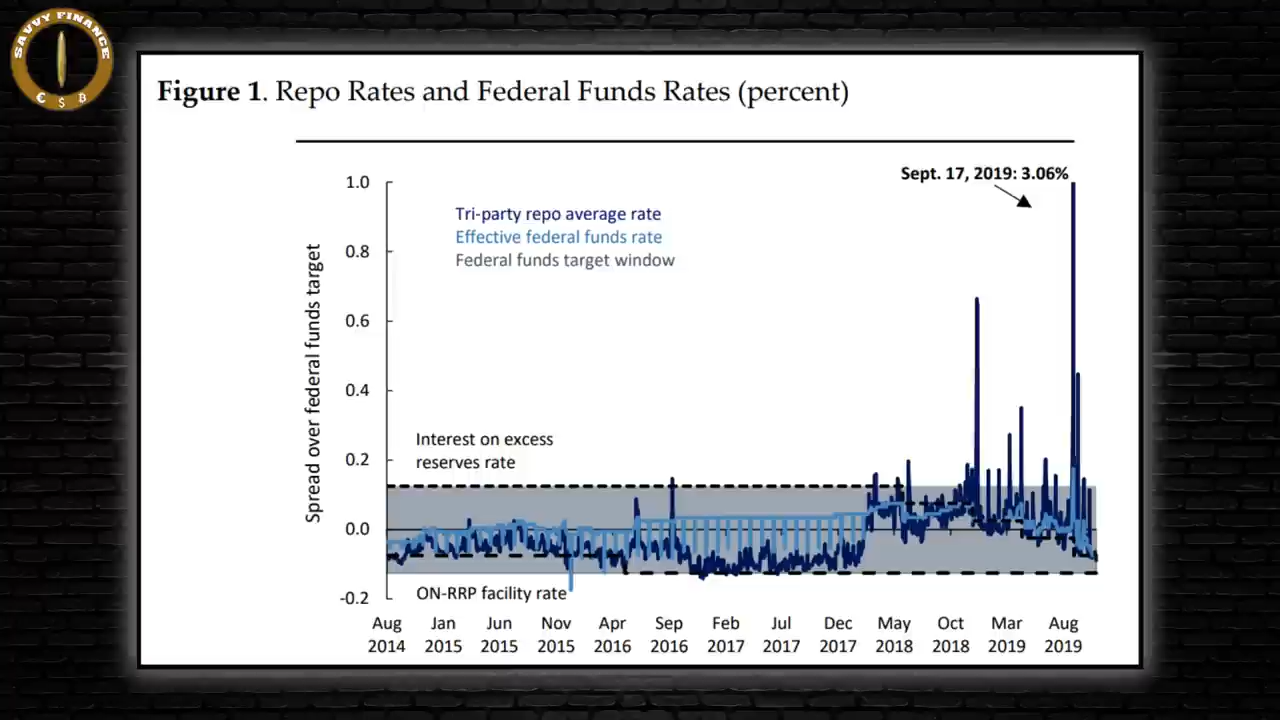 SAVVY FINANCE
€ $ B
Figure 1. Repo Rates and Federal Funds Rates (percent)
Sept. 17, 2019: 3.06%
Tri-party repo average rate
Effective federal funds rate
Federal funds target window
Spread over federal funds target
1.0
0.8
0.6
0.4
0.2
0.0
-0.2
Interest on excess
reserves rate
ON-RRP facility rate
Aug Jan Jun Nov Apr Sep Feb Jul Dec May Oct Mar Aug
2014 2015 2015 2015 2016 2016 2017 2017 2017 2018 2018 2019 2019